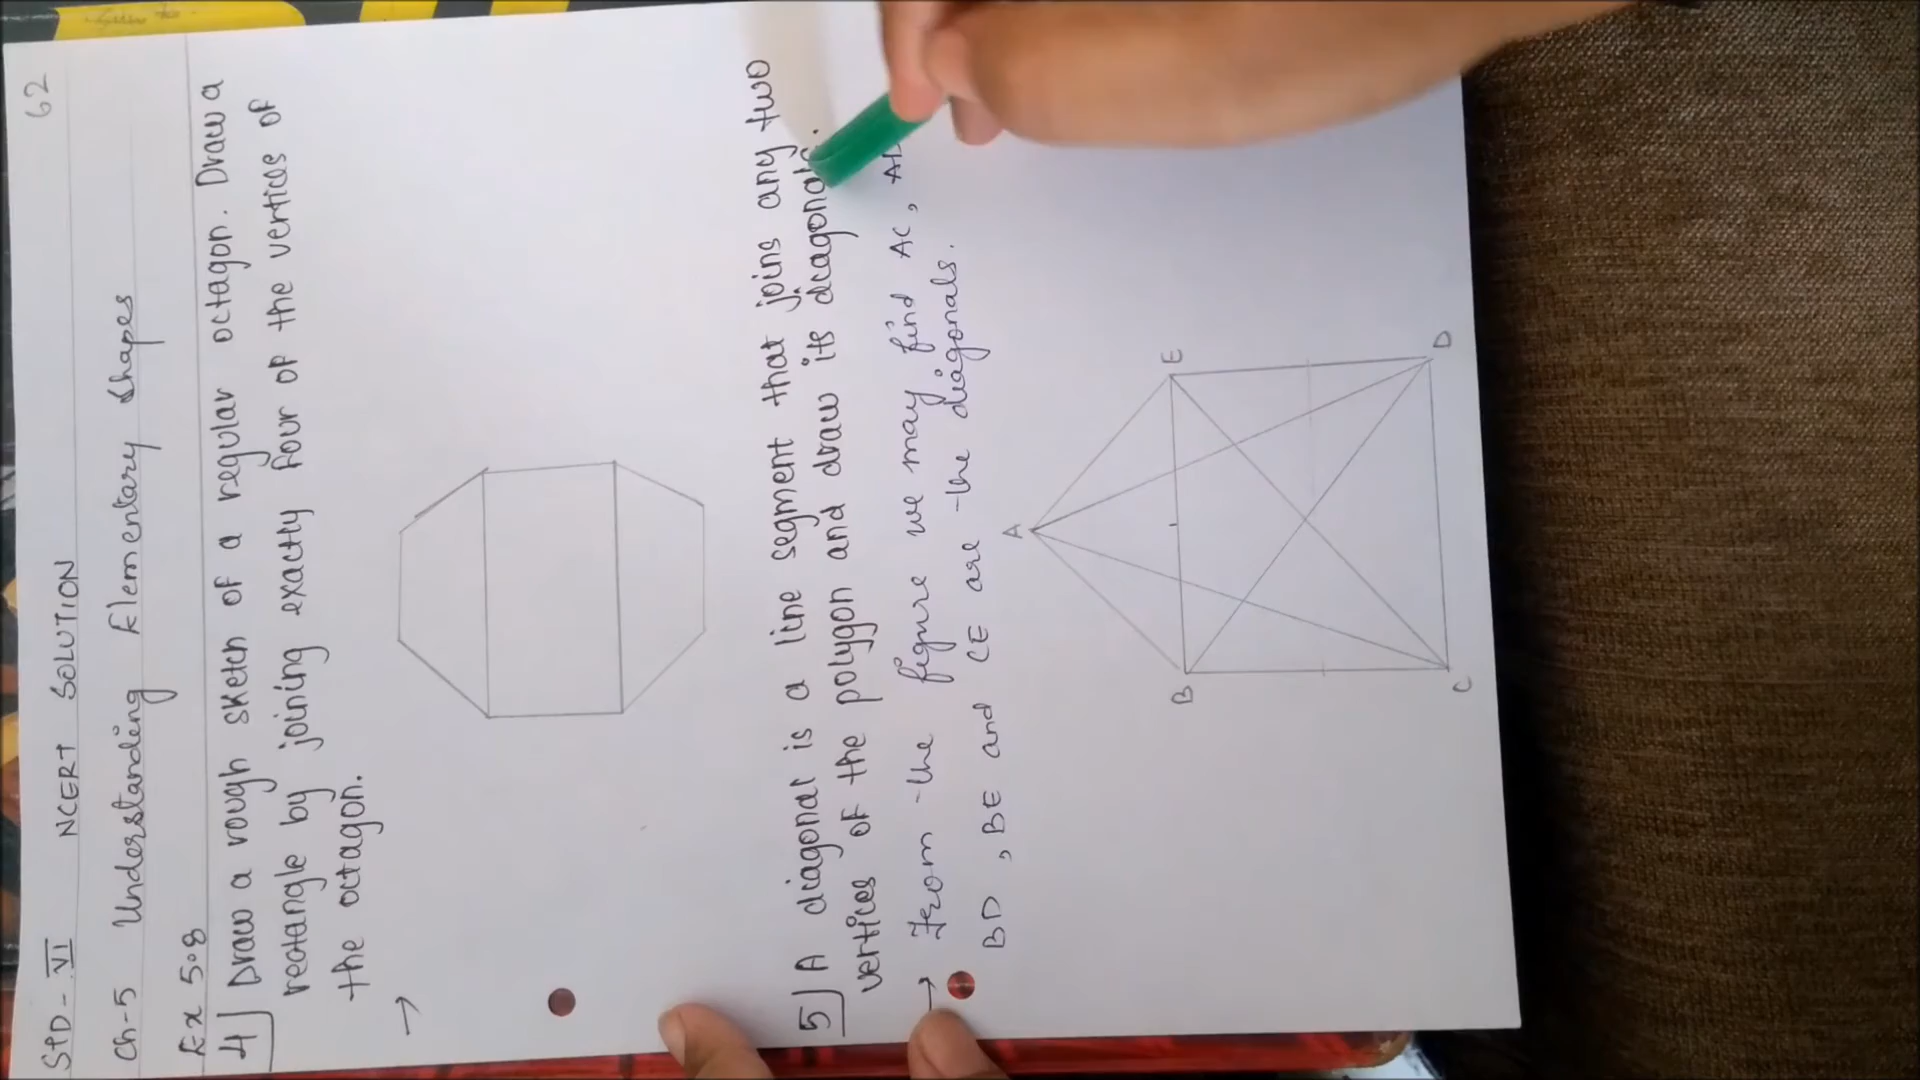 STD - VI NCERT SOLUTION 62
Ch-5 Understanding Elementary Shapes
Ex 5.8
4] Draw a rough sketch of a regular octagon. Draw a
rectangle by joining exactly four of the vertices of
the octagon.
→
5] A diagonal is a line segment that joins any two
vertices of the polygon and draw its diagonals.
→ From the figure we may find AC,
BD, BE and CE are the diagonals.
A
B
E
C
D